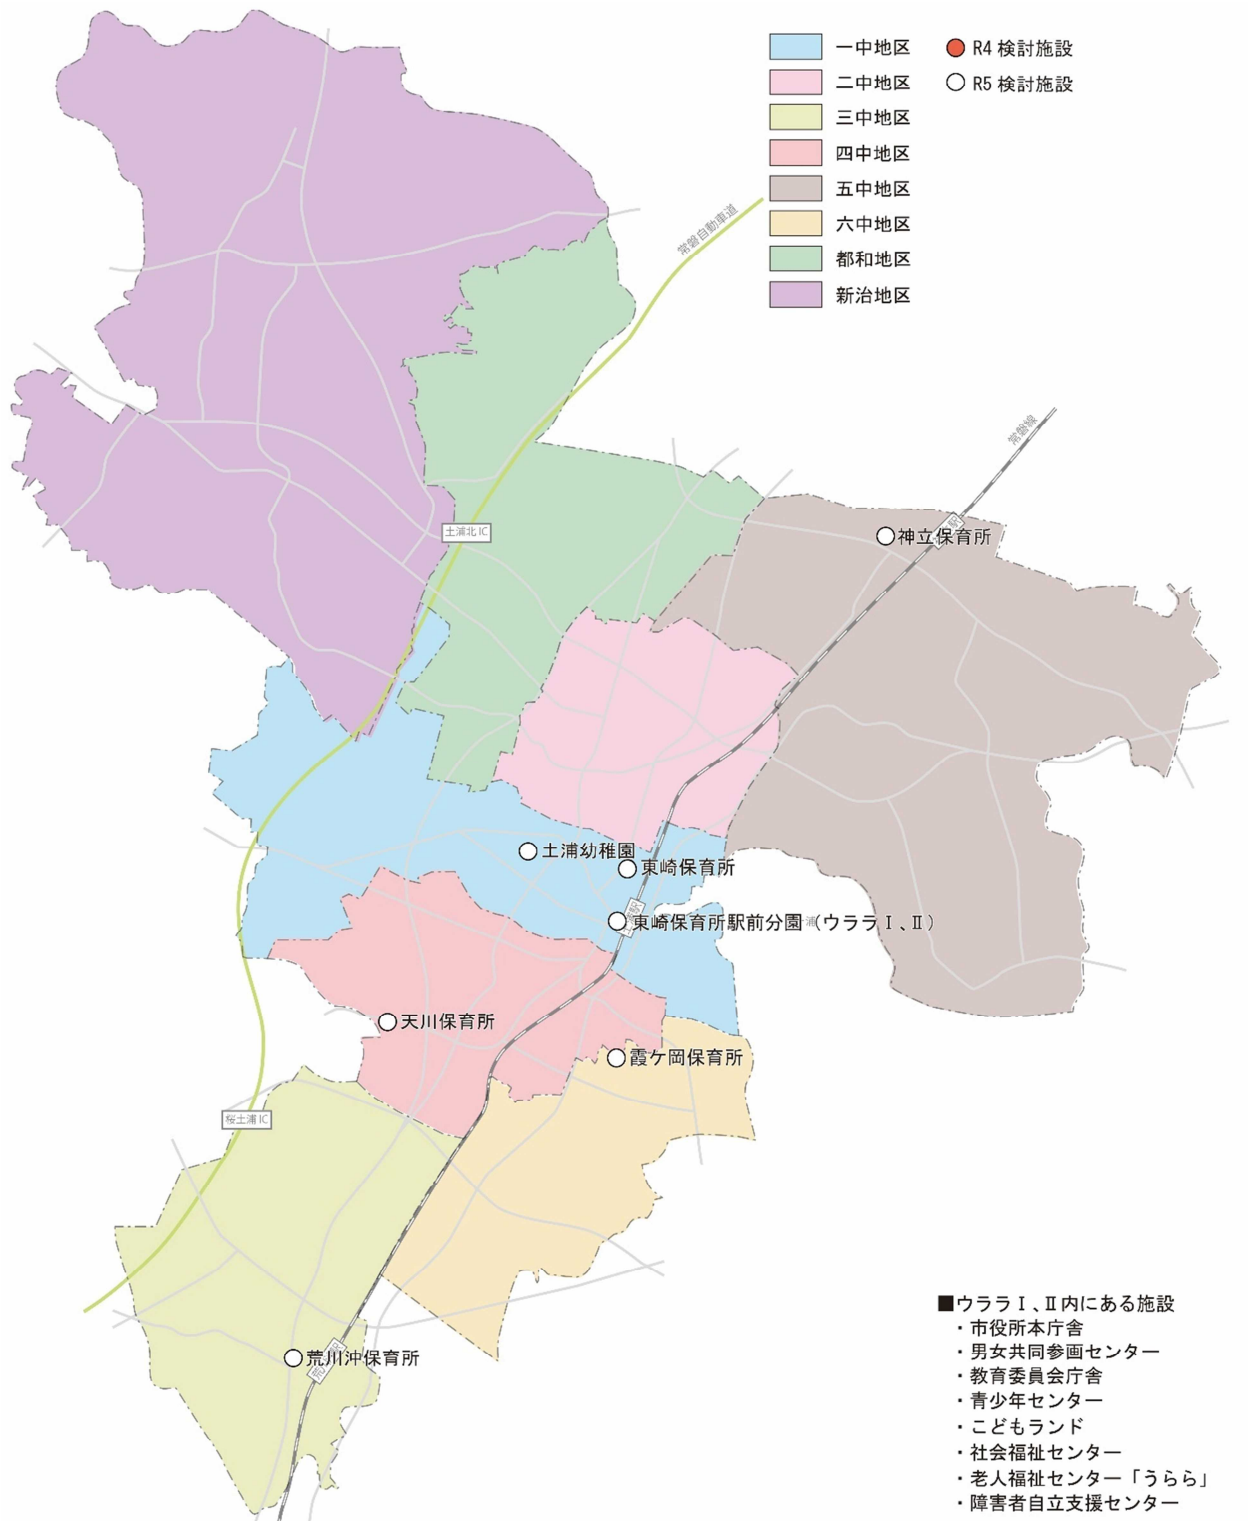 一中地区
二中地区
三中地区
四中地区
五中地区
六中地区
都和地区
新治地区
R4 検討施設
R5 検討施設
常磐自動車道
常磐線
土浦北 IC
神立保育所
土浦幼稚園
東崎保育所
東崎保育所駅前分園（ウララⅠ、Ⅱ）
天川保育所
霞ケ岡保育所
桜土浦 IC
荒川沖保育所
■ウララⅠ、Ⅱ内にある施設
・市役所本庁舎
・男女共同参画センター
・教育委員会庁舎
・青少年センター
・こどもランド
・社会福祉センター
・老人福祉センター「うらら」
・障害者自立支援センター